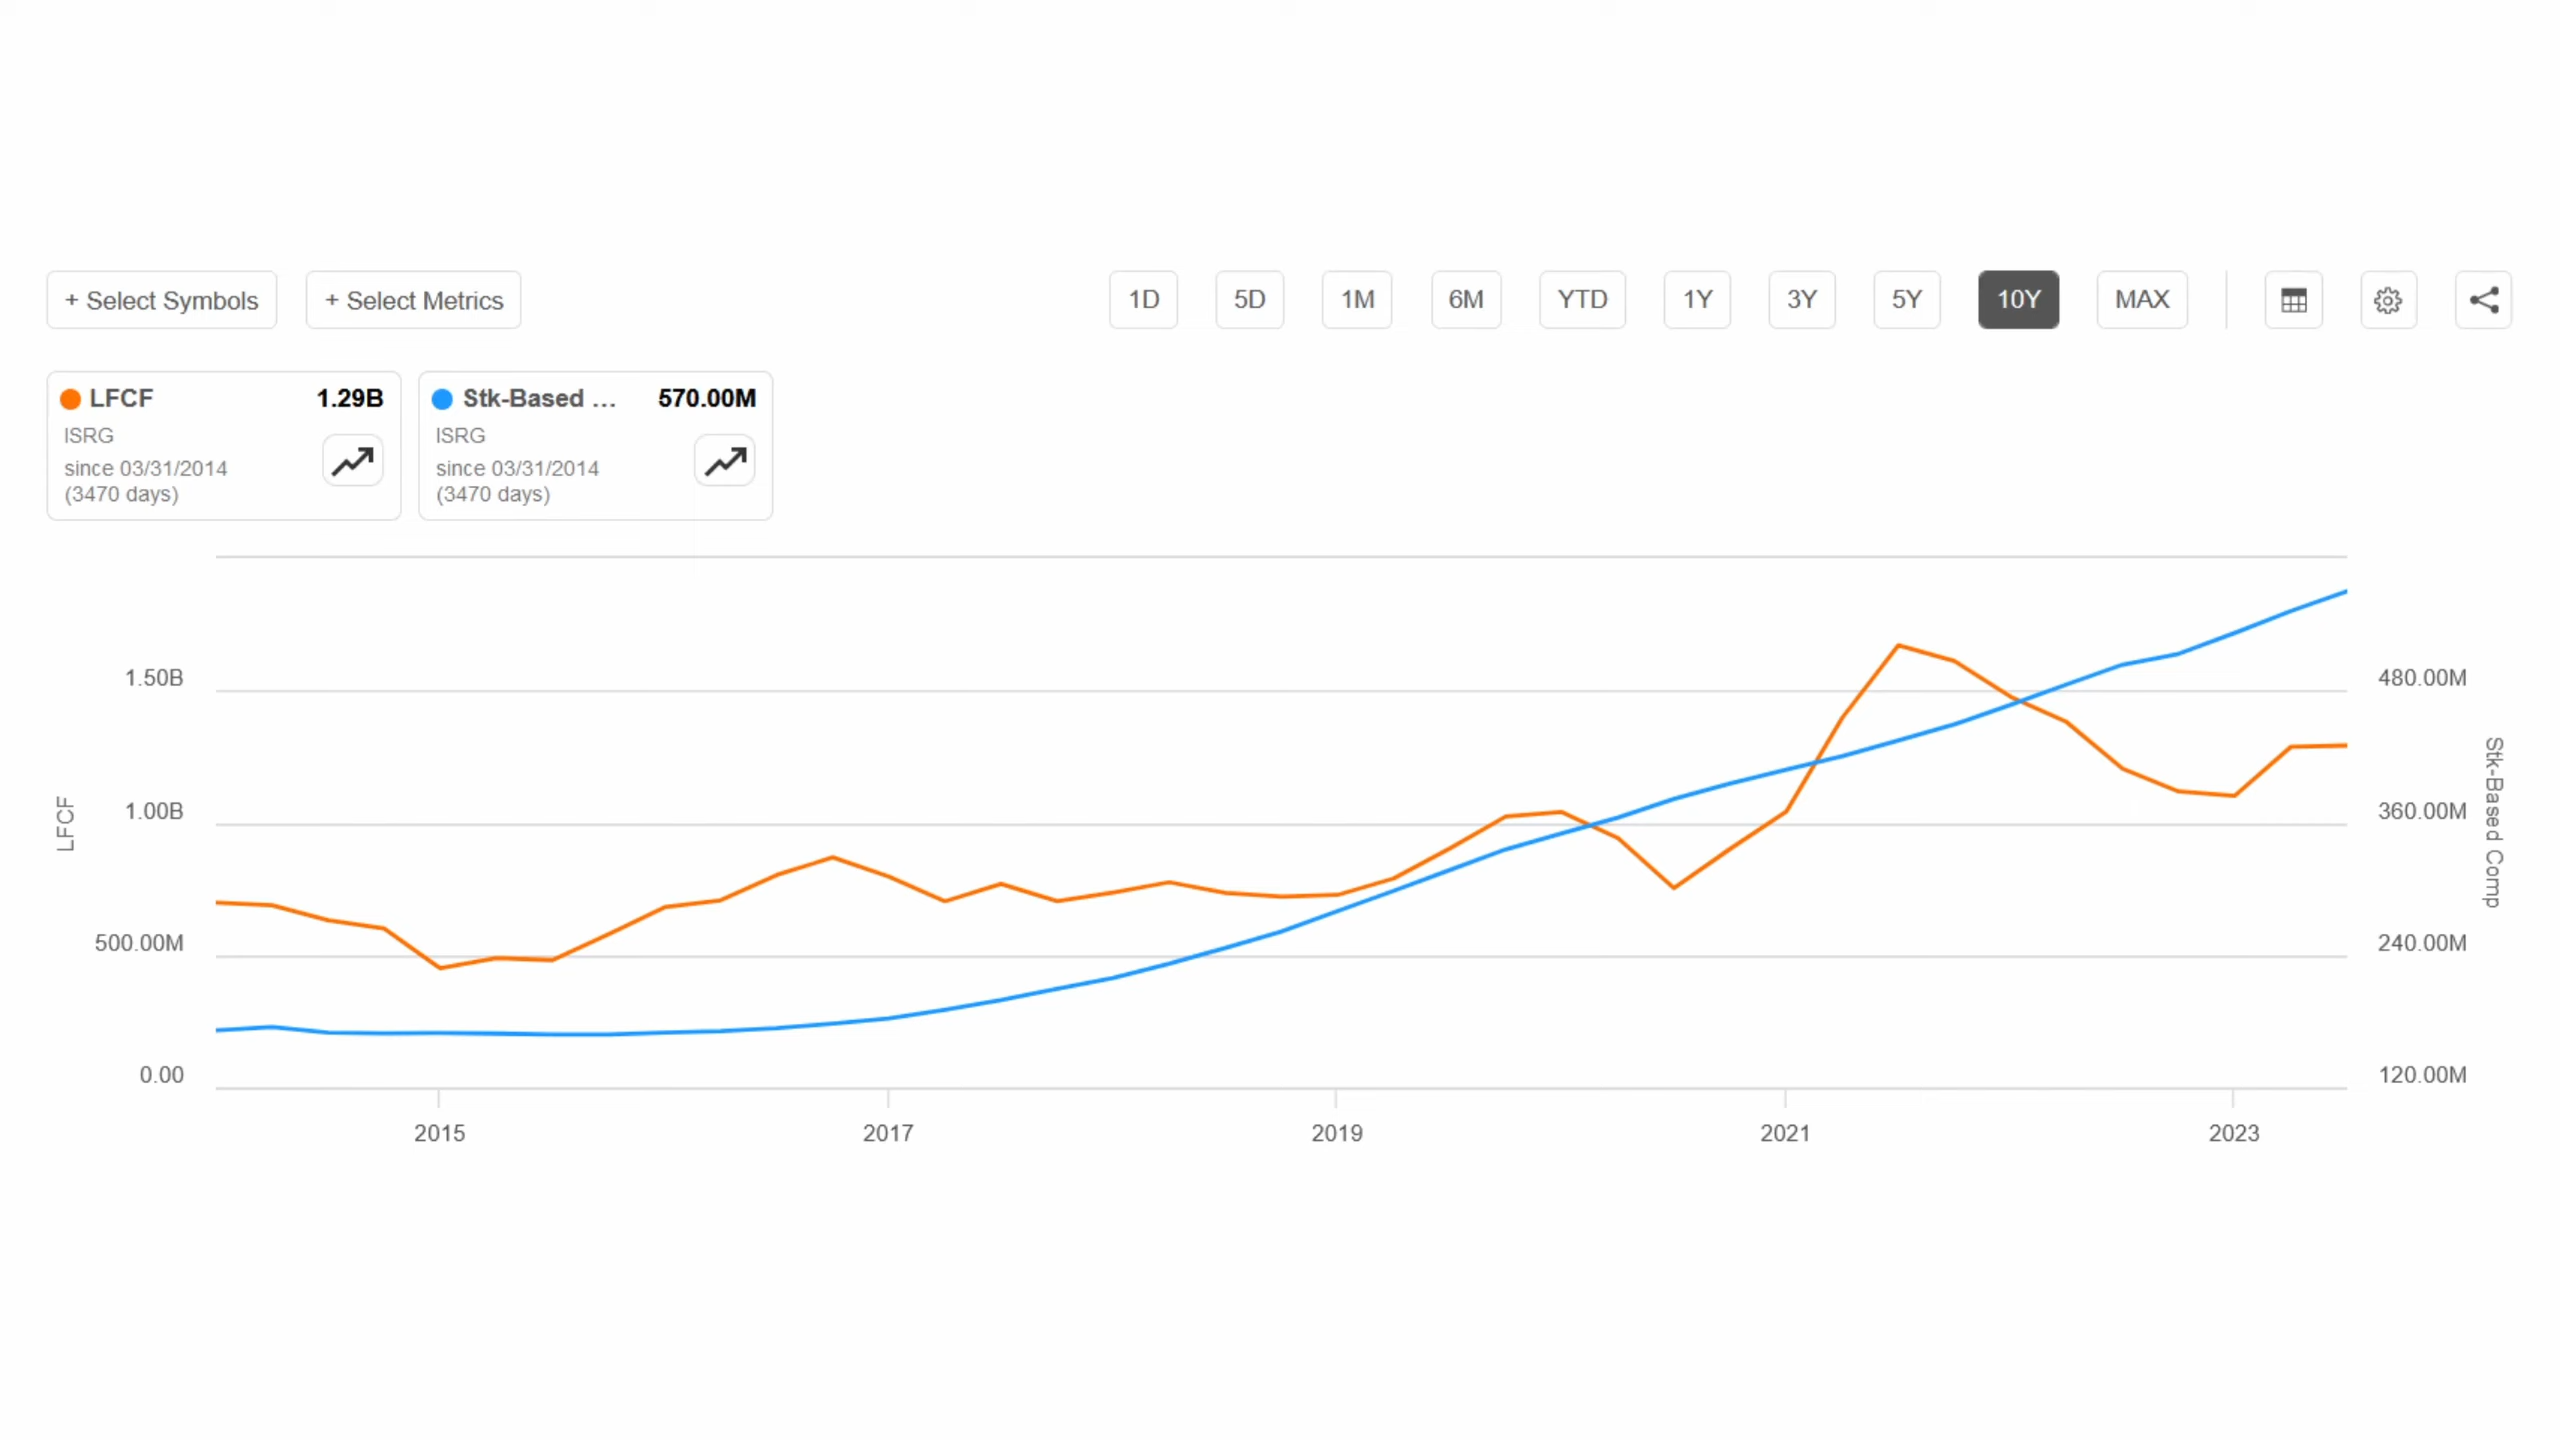 + Select Symbols + Select Metrics 1D 5D 1M 6M YTD 1Y 3Y 5Y 10Y MAX
LFCF 1.29B
ISRG
since 03/31/2014
(3470 days)
Stk-Based ... 570.00M
ISRG
since 03/31/2014
(3470 days)
LFCF
1.50B
1.00B
500.00M
0.00
480.00M
360.00M
240.00M
120.00M
Stk-Based Comp
2015 2017 2019 2021 2023